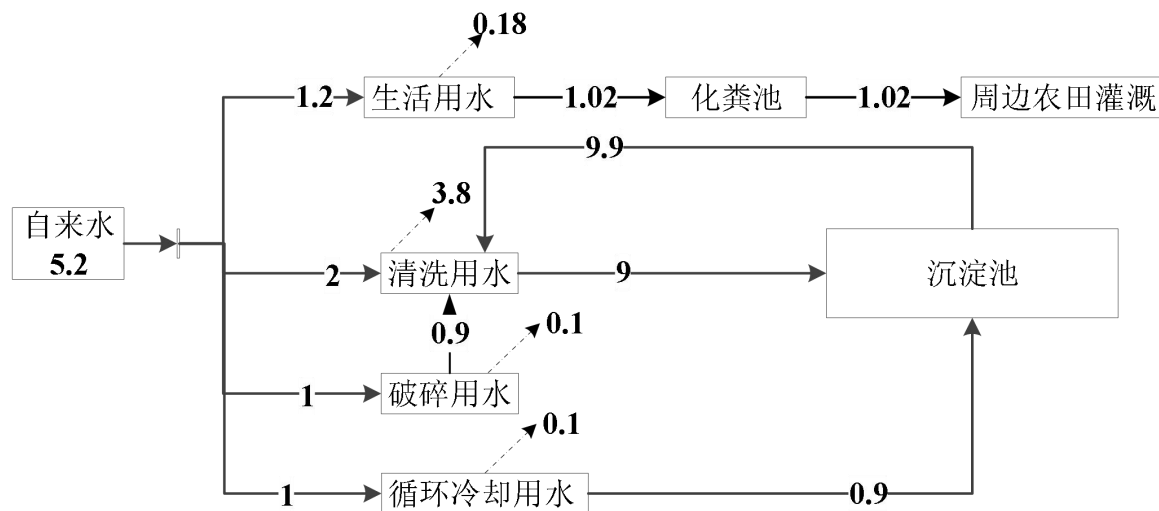 0.18
1.2
生活用水
1.02
化粪池
1.02
周边农田灌溉
9.9
3.8
自来水
5.2
2
清洗用水
9
沉淀池
0.9
0.1
1
破碎用水
0.1
1
循环冷却用水
0.9